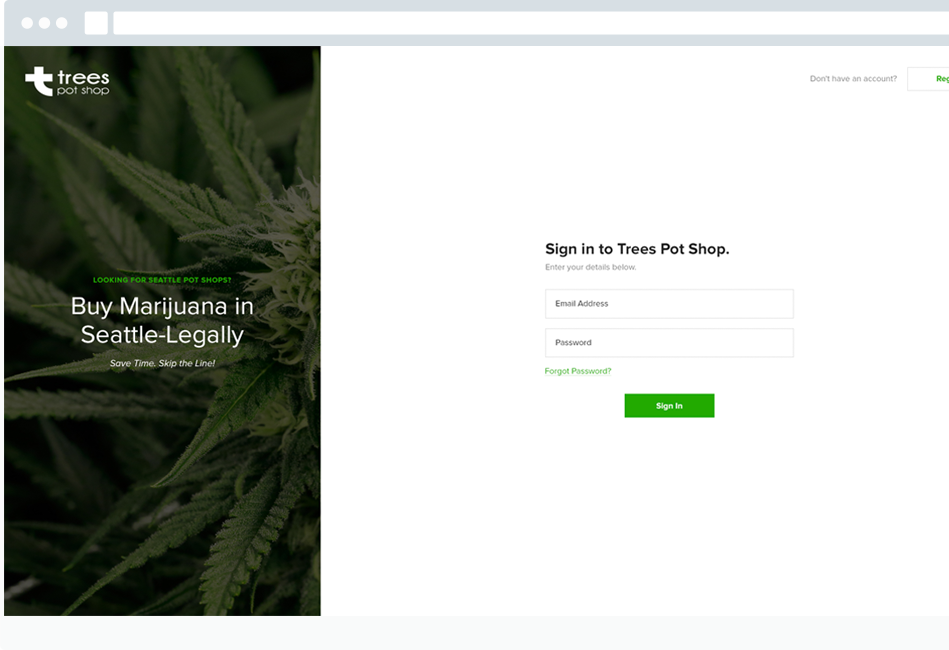 trees
pot shop
Don't have an account?
Reg
LOOKING FOR SEATTLE POT SHOPS?
Buy Marijuana in
Seattle-Legally
Save Time. Skip the Line!
Sign in to Trees Pot Shop.
Enter your details below.
Email Address
Password
Forgot Password?
Sign In